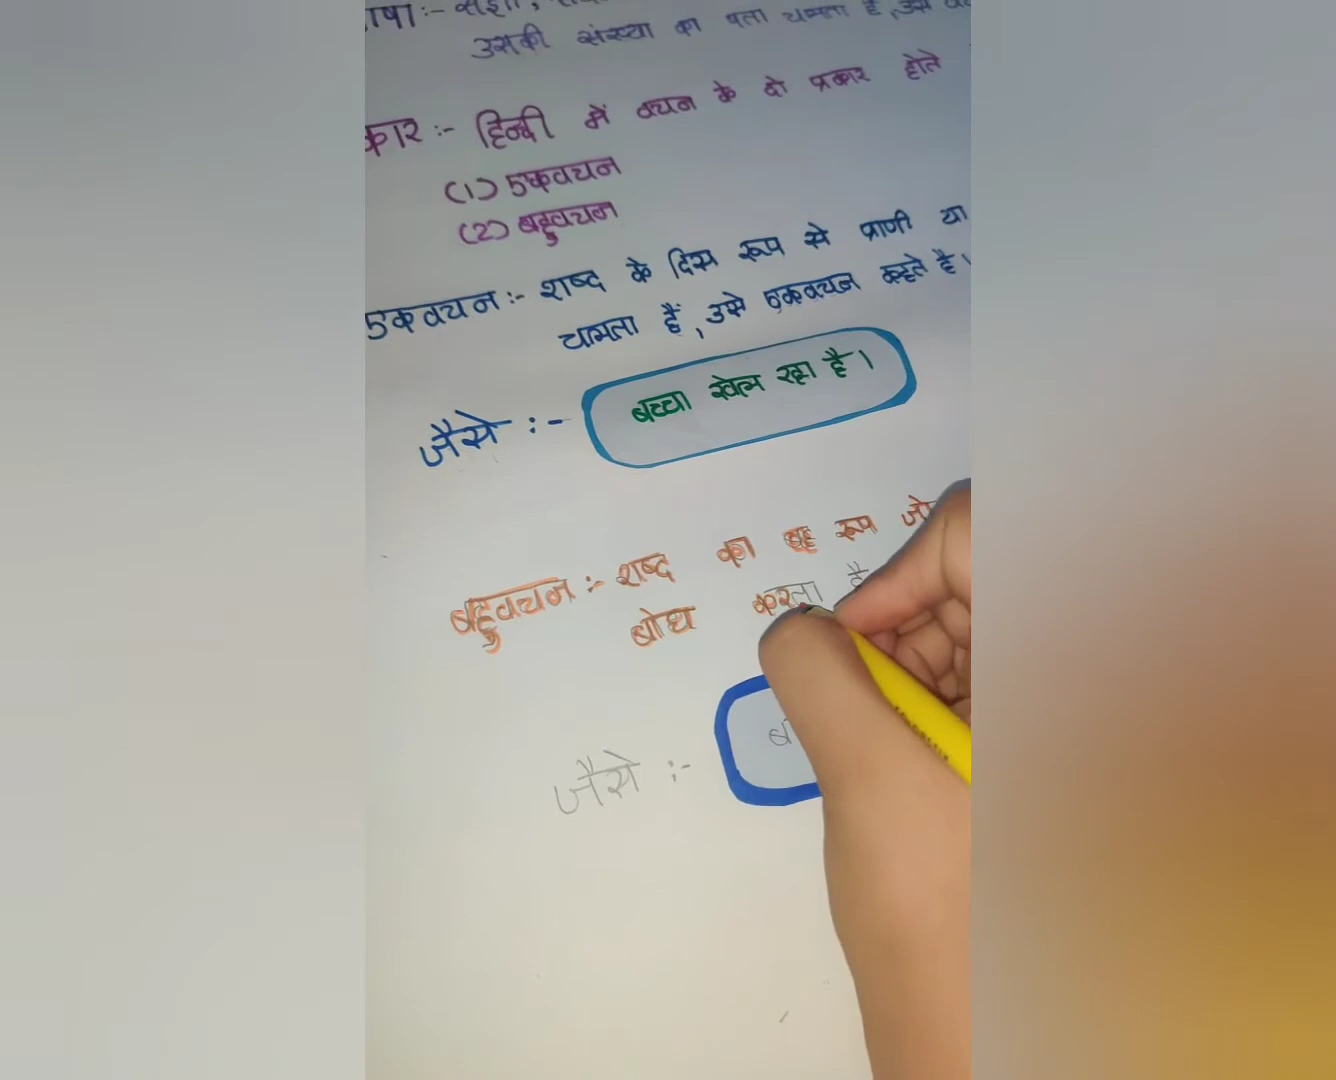 उसकी संख्या का पता चलता है, उसे
कार :- हिन्दी में वचन के दो प्रकार होते
(1) एकवचन
(2) बहुवचन
एकवचन :- शब्द के जिस रूप से प्राणी या
चलता हैं, उसे एकवचन कहते है।
जैसे :- बच्चा खेल रहा है।
बहुवचन :- शब्द का वह रूप जो
बोध करता है
जैसे :-